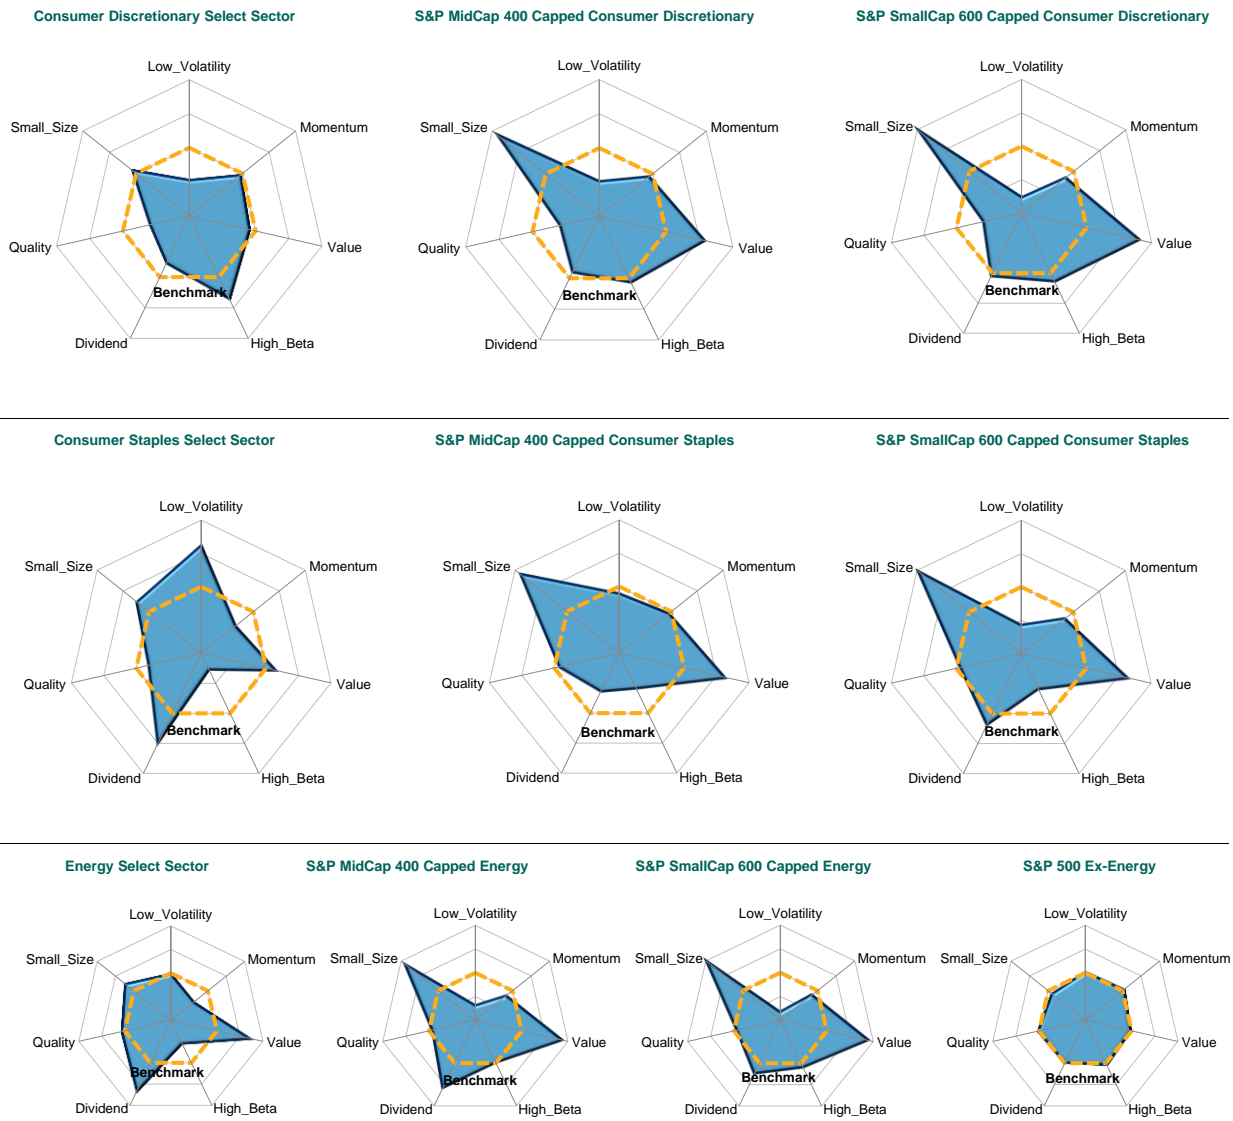 Consumer Discretionary Select Sector
S&P MidCap 400 Capped Consumer Discretionary
S&P SmallCap 600 Capped Consumer Discretionary
Low_Volatility
Momentum
Value
High_Beta
Dividend
Quality
Small_Size
Benchmark
Low_Volatility
Momentum
Value
High_Beta
Dividend
Quality
Small_Size
Benchmark
Low_Volatility
Momentum
Value
High_Beta
Dividend
Quality
Small_Size
Benchmark
Consumer Staples Select Sector
S&P MidCap 400 Capped Consumer Staples
S&P SmallCap 600 Capped Consumer Staples
Low_Volatility
Momentum
Value
High_Beta
Dividend
Quality
Small_Size
Benchmark
Low_Volatility
Momentum
Value
High_Beta
Dividend
Quality
Small_Size
Benchmark
Low_Volatility
Momentum
Value
High_Beta
Dividend
Quality
Small_Size
Benchmark
Energy Select Sector
S&P MidCap 400 Capped Energy
S&P SmallCap 600 Capped Energy
S&P 500 Ex-Energy
Low_Volatility
Momentum
Value
High_Beta
Dividend
Quality
Small_Size
Benchmark
Low_Volatility
Momentum
Value
High_Beta
Dividend
Quality
Small_Size
Benchmark
Low_Volatility
Momentum
Value
High_Beta
Dividend
Quality
Small_Size
Benchmark
Low_Volatility
Momentum
Value
High_Beta
Dividend
Quality
Small_Size
Benchmark